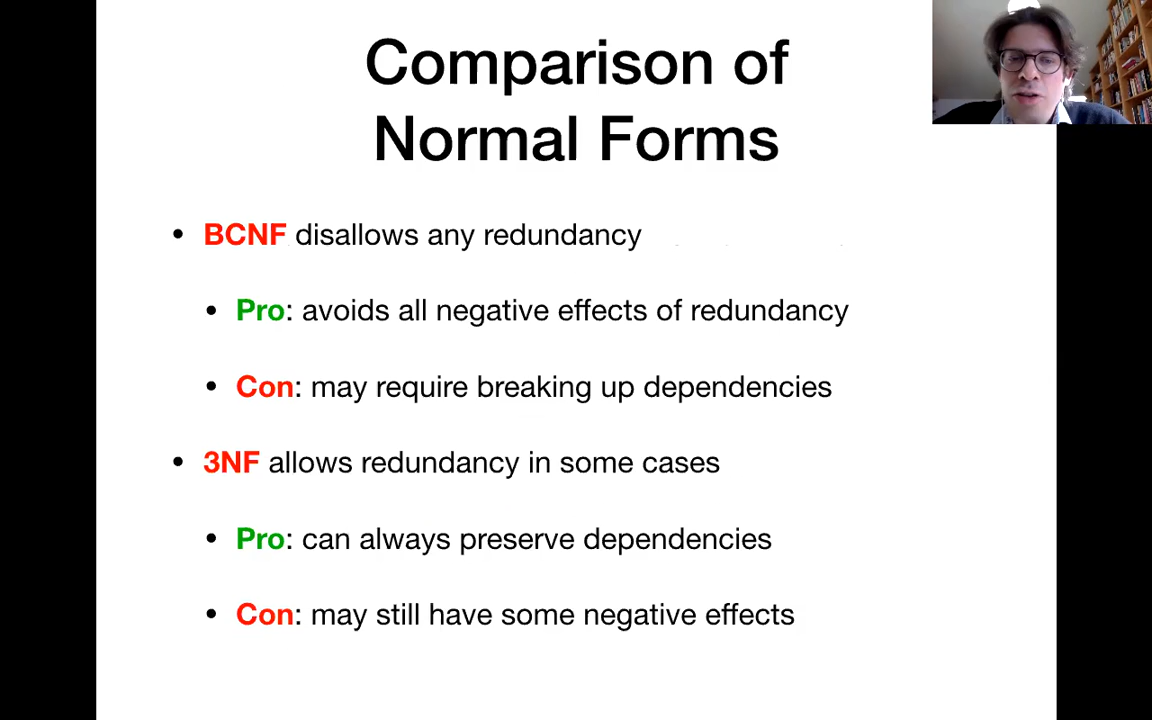 Comparison of
Normal Forms
• BCNF disallows any redundancy
• Pro: avoids all negative effects of redundancy
• Con: may require breaking up dependencies
• 3NF allows redundancy in some cases
• Pro: can always preserve dependencies
• Con: may still have some negative effects